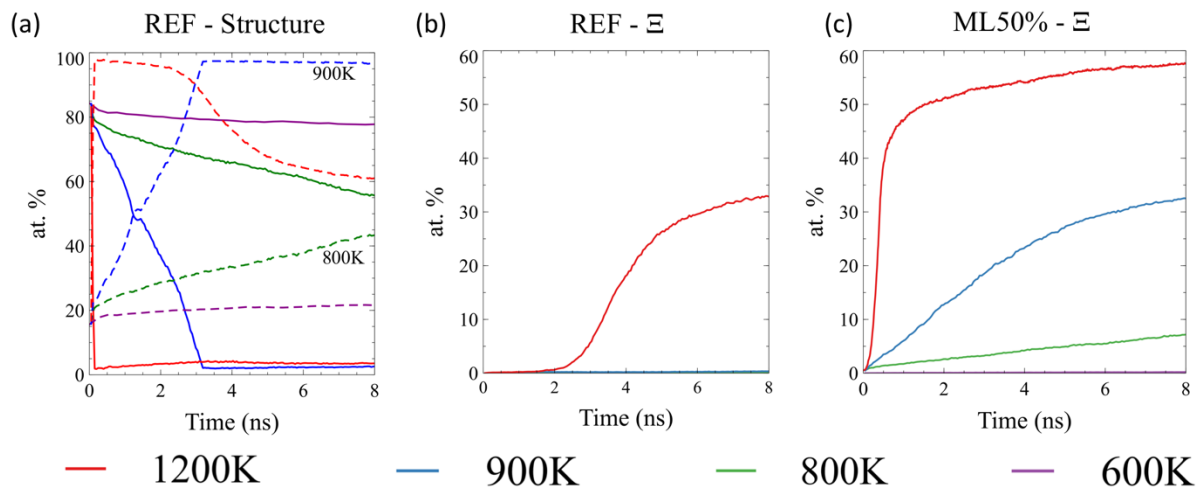 (a) REF - Structure
100
80
60
40
20
0
at. %
900K
800K
0 2 4 6 8
Time (ns)
(b) REF - Ξ
60
50
40
30
20
10
0
at. %
0 2 4 6 8
Time (ns)
(c) ML50% - Ξ
60
50
40
30
20
10
0
at. %
0 2 4 6 8
Time (ns)
1200K 900K 800K 600K